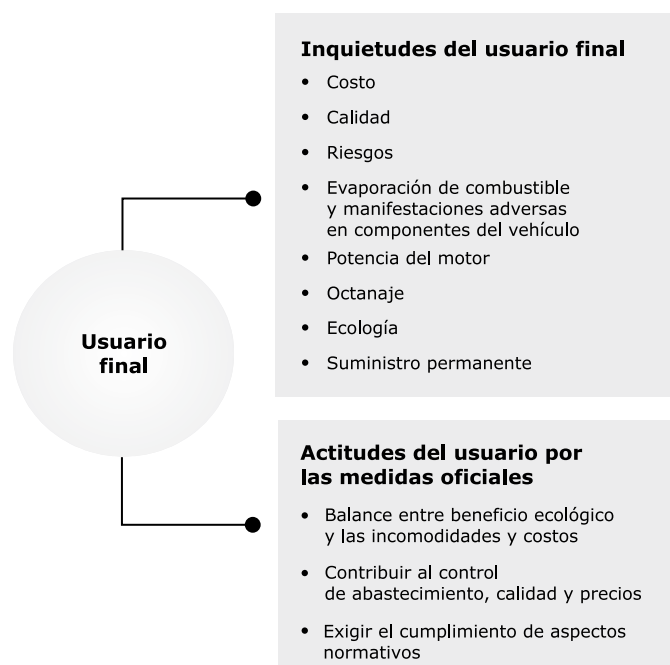 Inquietudes del usuario final
• Costo
• Calidad
• Riesgos
• Evaporación de combustible
y manifestaciones adversas
en componentes del vehículo
• Potencia del motor
• Octanaje
• Ecología
• Suministro permanente
Usuario
final
Actitudes del usuario por
las medidas oficiales
• Balance entre beneficio ecológico
y las incomodidades y costos
• Contribuir al control
de abastecimiento, calidad y precios
• Exigir el cumplimiento de aspectos
normativos